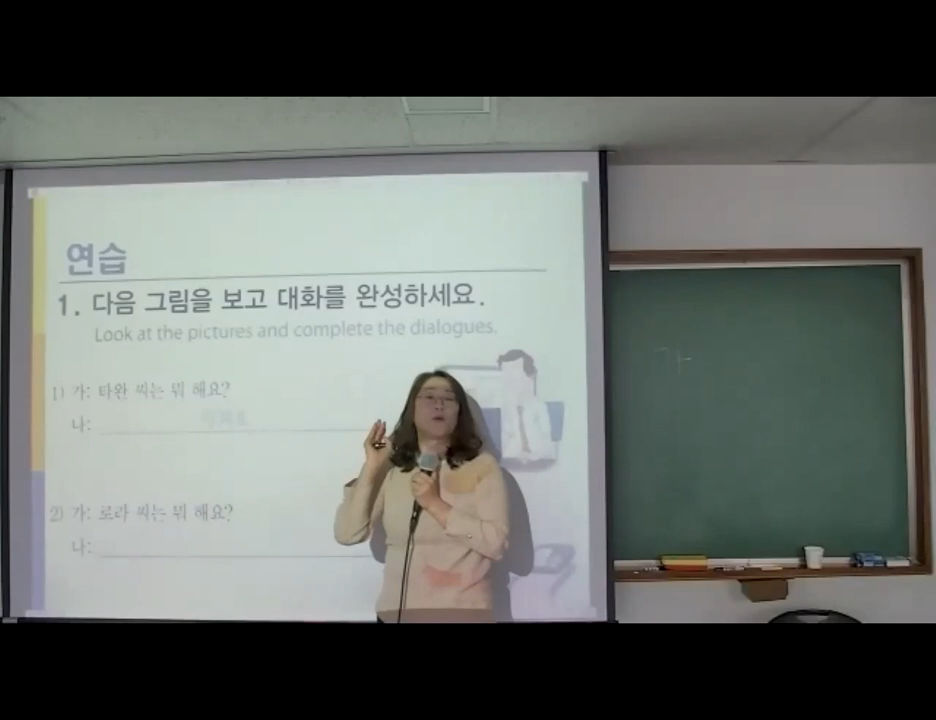 연습
1. 다음 그림을 보고 대화를 완성하세요.
Look at the pictures and complete the dialogues.
1) 가: 타완 씨는 뭐 해요?
나:
2) 가: 로라 씨는 뭐 해요?
나: